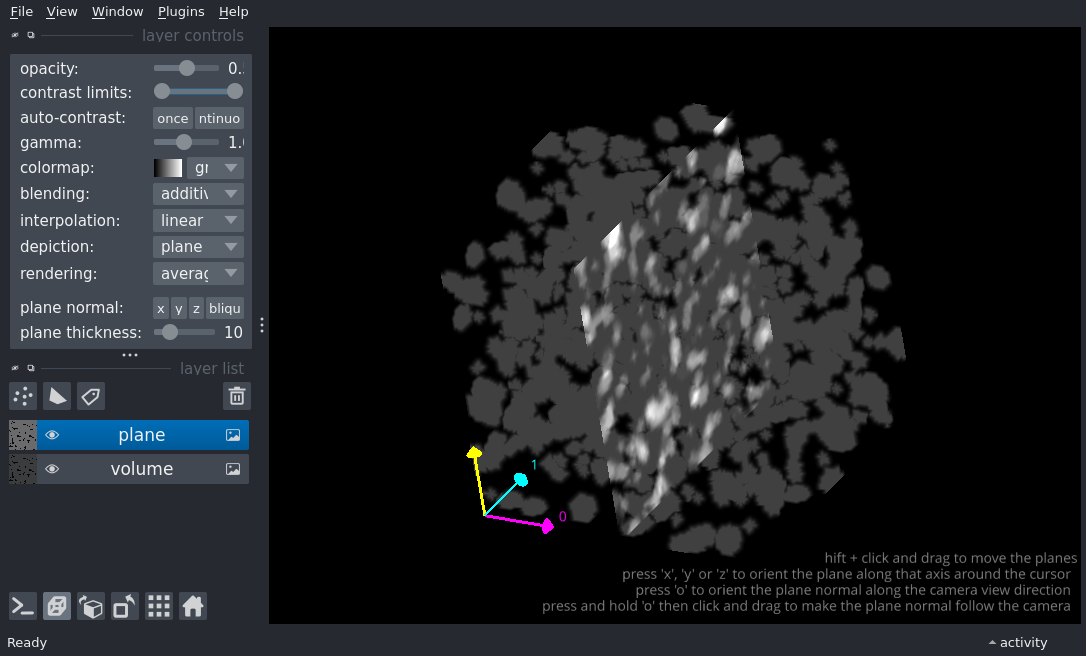 File View Window Plugins Help
layer controls
opacity: 0.
contrast limits:
auto-contrast: once ntinuo
gamma: 1.
colormap: gr
blending: additiv
interpolation: linear
depiction: plane
rendering: averag
plane normal: x y z bliqu
plane thickness: 10
layer list
plane
volume
1
0
hift + click and drag to move the planes
press 'x', 'y' or 'z' to orient the plane along that axis around the cursor
press 'o' to orient the plane normal along the camera view direction
press and hold 'o' then click and drag to make the plane normal follow the camera
Ready
activity